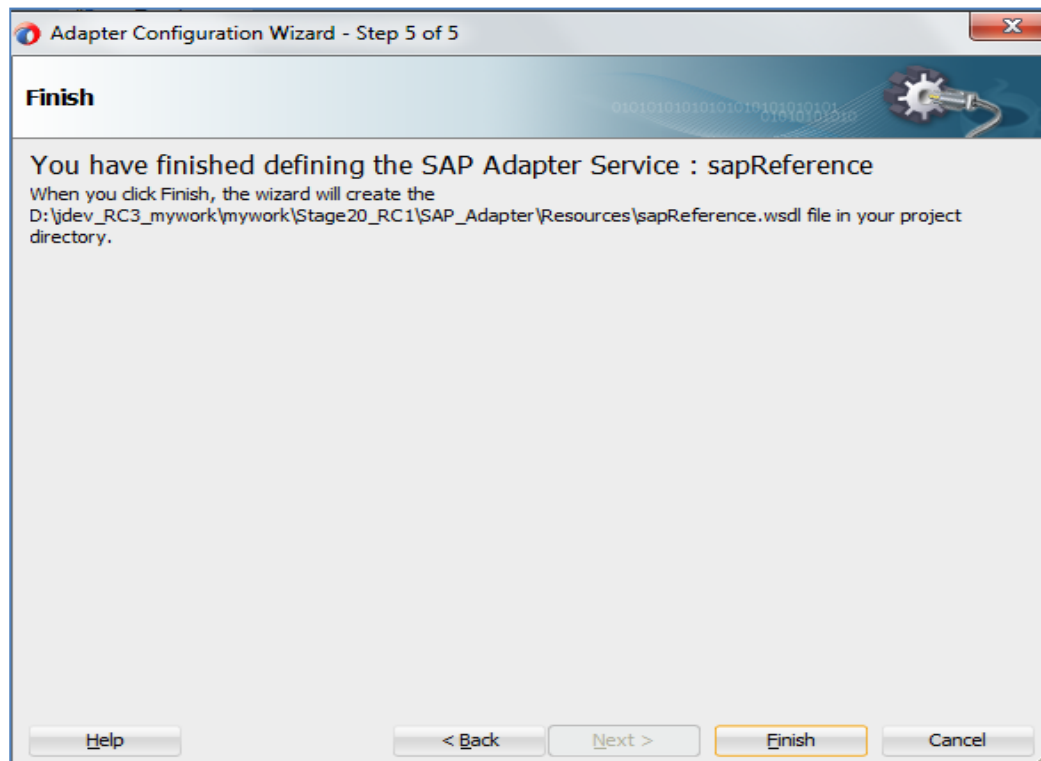 Adapter Configuration Wizard - Step 5 of 5
Finish
0101010101010101010101010101
01010101010
You have finished defining the SAP Adapter Service : sapReference
When you click Finish, the wizard will create the
D:\jdev_RC3_mywork\mywork\Stage20_RC1\SAP_Adapter\Resources\sapReference.wsdl file in your project
directory.
Help < Back Next > Finish Cancel